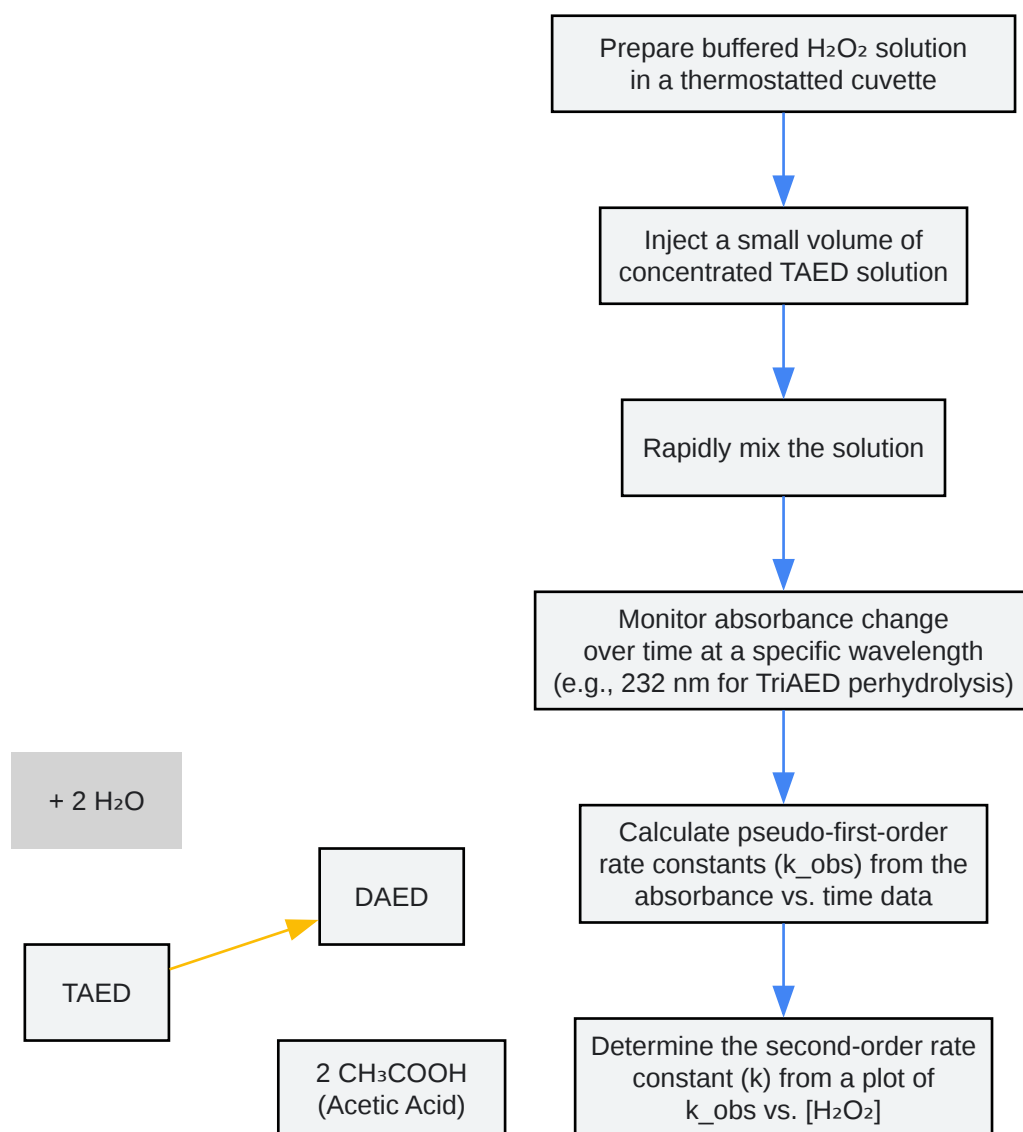 Prepare buffered H₂O₂ solution
in a thermostatted cuvette
Inject a small volume of
concentrated TAED solution
Rapidly mix the solution
Monitor absorbance change
over time at a specific wavelength
(e.g., 232 nm for TriAED perhydrolysis)
Calculate pseudo-first-order
rate constants (k_obs) from the
absorbance vs. time data
Determine the second-order rate
constant (k) from a plot of
k_obs vs. [H₂O₂]
+ 2 H₂O
DAED
TAED
2 CH₃COOH
(Acetic Acid)